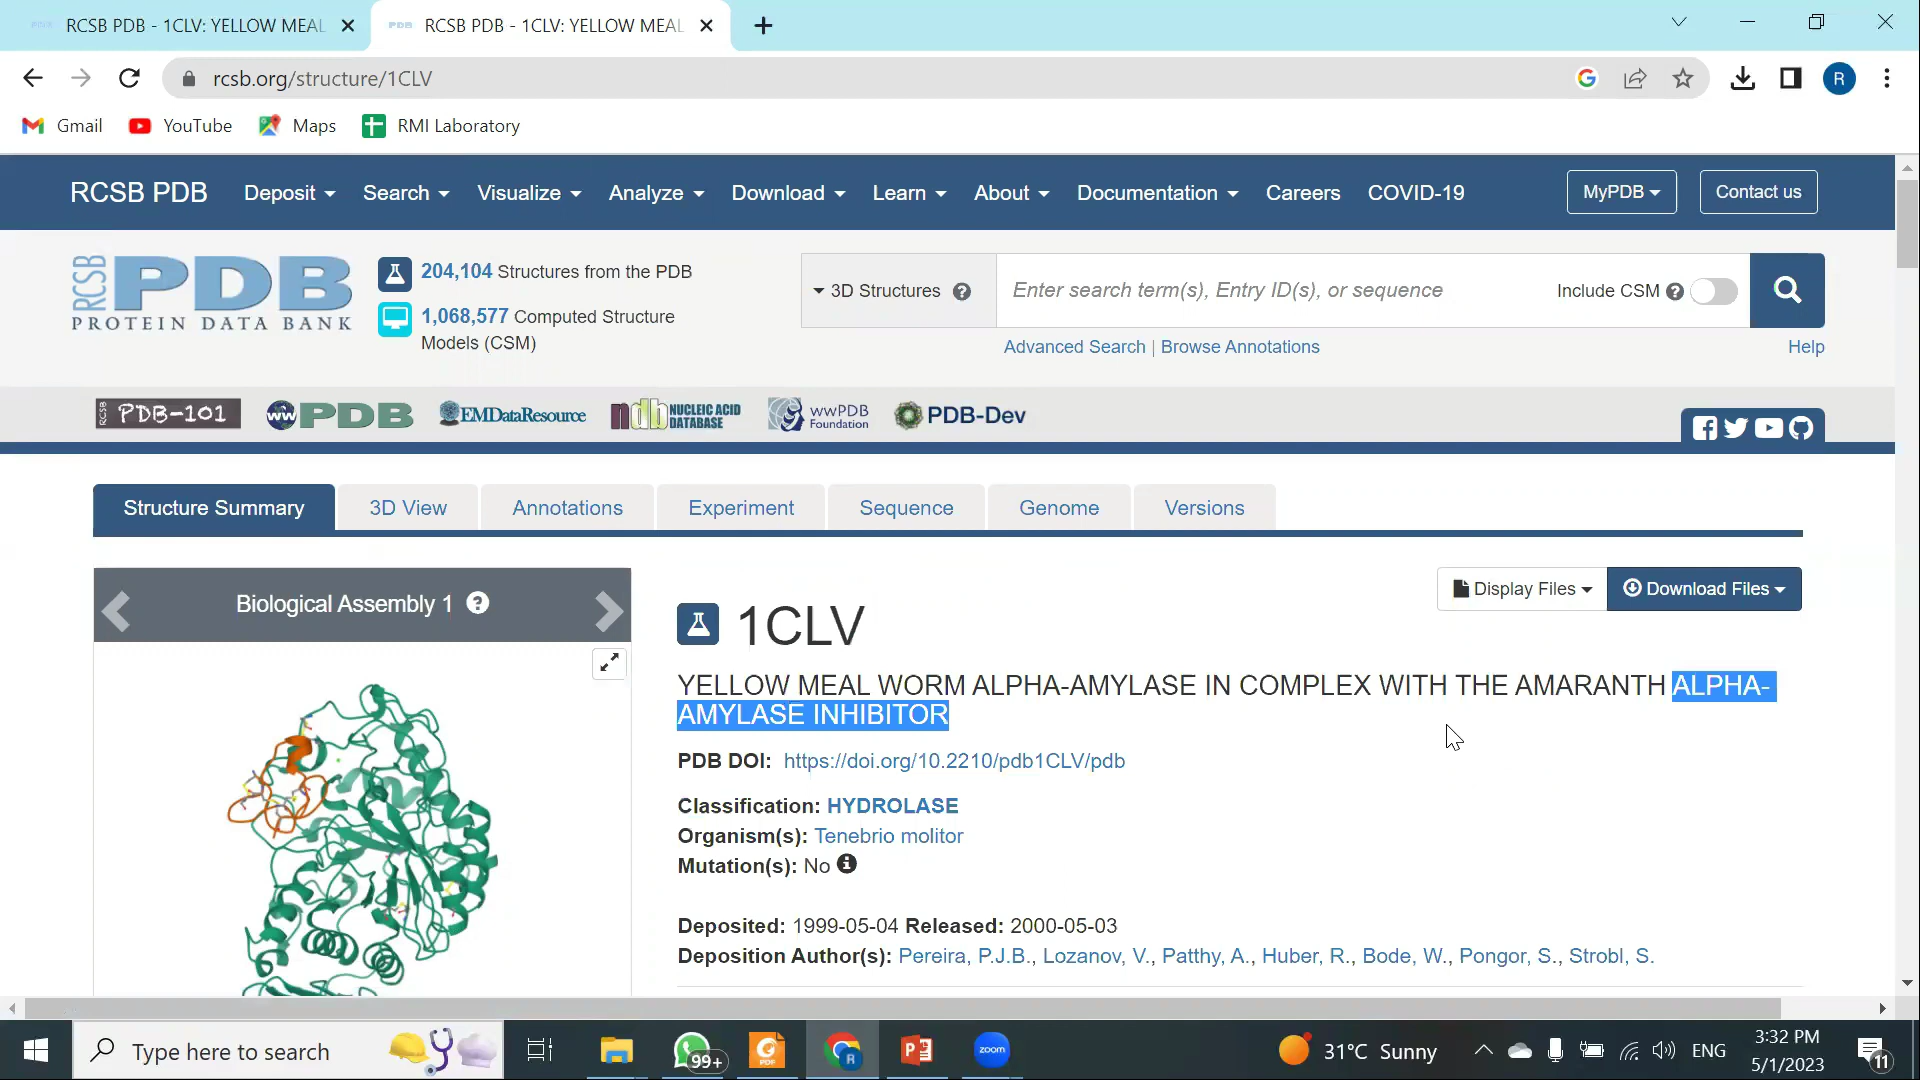 RCSB PDB - 1CLV: YELLOW MEAL
RCSB PDB - 1CLV: YELLOW MEAL
rcsb.org/structure/1CLV
R
Gmail YouTube Maps RMI Laboratory
RCSB PDB Deposit Search Visualize Analyze Download Learn About Documentation Careers COVID-19 MyPDB Contact us
RCSB PDB
PROTEIN DATA BANK
204,104 Structures from the PDB
1,068,577 Computed Structure
Models (CSM)
3D Structures
Enter search term(s), Entry ID(s), or sequence
Include CSM
Advanced Search | Browse Annotations
Help
RCSB PDB-101 wwPDB EMDataResource ndb NUCLEIC ACID DATABASE wwPDB Foundation PDB-Dev
Structure Summary 3D View Annotations Experiment Sequence Genome Versions
Biological Assembly 1
Display Files Download Files
1CLV
YELLOW MEAL WORM ALPHA-AMYLASE IN COMPLEX WITH THE AMARANTH ALPHA-
AMYLASE INHIBITOR
PDB DOI: https://doi.org/10.2210/pdb1CLV/pdb
Classification: HYDROLASE
Organism(s): Tenebrio molitor
Mutation(s): No
Deposited: 1999-05-04 Released: 2000-05-03
Deposition Author(s): Pereira, P.J.B., Lozanov, V., Patthy, A., Huber, R., Bode, W., Pongor, S., Strobl, S.
Type here to search
99+
PDF
R
P
zoom
31°C Sunny
ENG
3:32 PM
5/1/2023
11